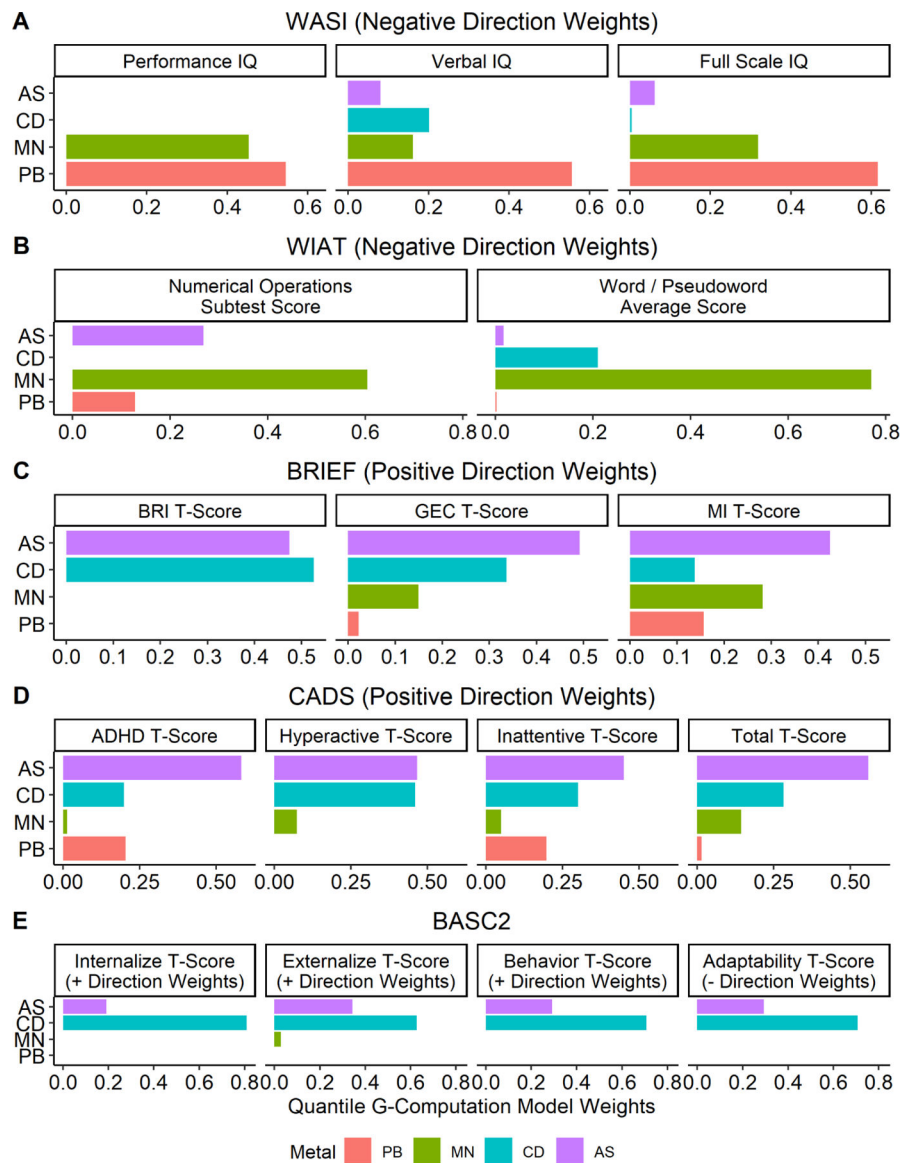 A WASI (Negative Direction Weights)
Performance IQ Verbal IQ Full Scale IQ
AS
CD
MN
PB
0.0 0.2 0.4 0.6 0.0 0.2 0.4 0.6 0.0 0.2 0.4 0.6
B WIAT (Negative Direction Weights)
Numerical Operations Word / Pseudoword
Subtest Score Average Score
AS
CD
MN
PB
0.0 0.2 0.4 0.6 0.8 0.0 0.2 0.4 0.6 0.8
C BRIEF (Positive Direction Weights)
BRI T-Score GEC T-Score MI T-Score
AS
CD
MN
PB
0.0 0.1 0.2 0.3 0.4 0.5 0.0 0.1 0.2 0.3 0.4 0.5 0.0 0.1 0.2 0.3 0.4 0.5
D CADS (Positive Direction Weights)
ADHD T-Score Hyperactive T-Score Inattentive T-Score Total T-Score
AS
CD
MN
PB
0.00 0.25 0.50 0.00 0.25 0.50 0.00 0.25 0.50 0.00 0.25 0.50
E BASC2
Internalize T-Score Externalize T-Score Behavior T-Score Adaptability T-Score
(+ Direction Weights) (+ Direction Weights) (+ Direction Weights) (- Direction Weights)
AS
CD
MN
PB
0.0 0.2 0.4 0.6 0.8 0.0 0.2 0.4 0.6 0.8 0.0 0.2 0.4 0.6 0.8 0.0 0.2 0.4 0.6 0.8
Quantile G-Computation Model Weights
Metal PB MN CD AS